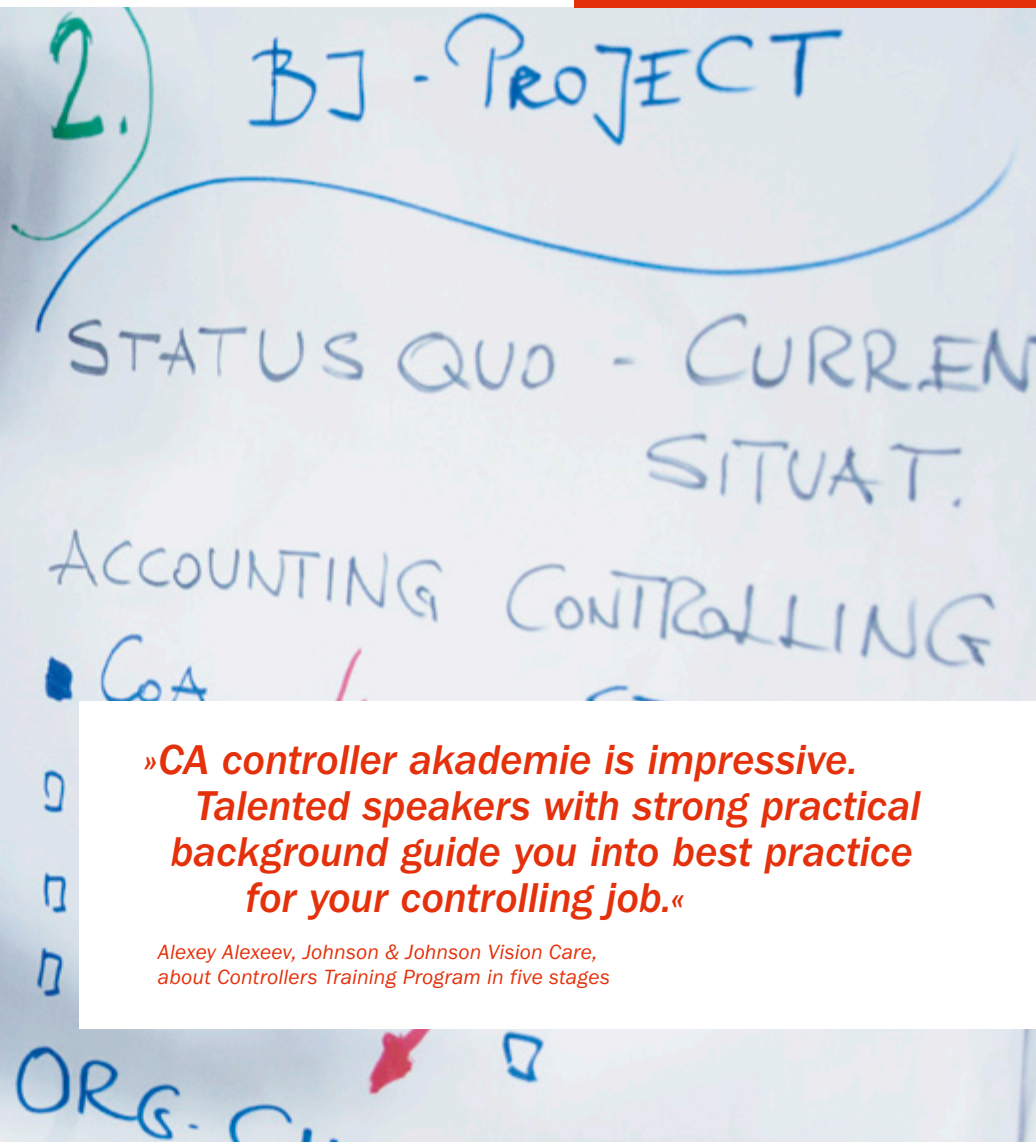 2. BJ - PROJECT
STATUS QUO - CURREN
SITUAT.
ACCOUNTING CONTROLLING
COA
»CA controller akademie is impressive.
Talented speakers with strong practical
background guide you into best practice
for your controlling job.«
Alexey Alexeev, Johnson & Johnson Vision Care,
about Controllers Training Program in five stages
ORG.